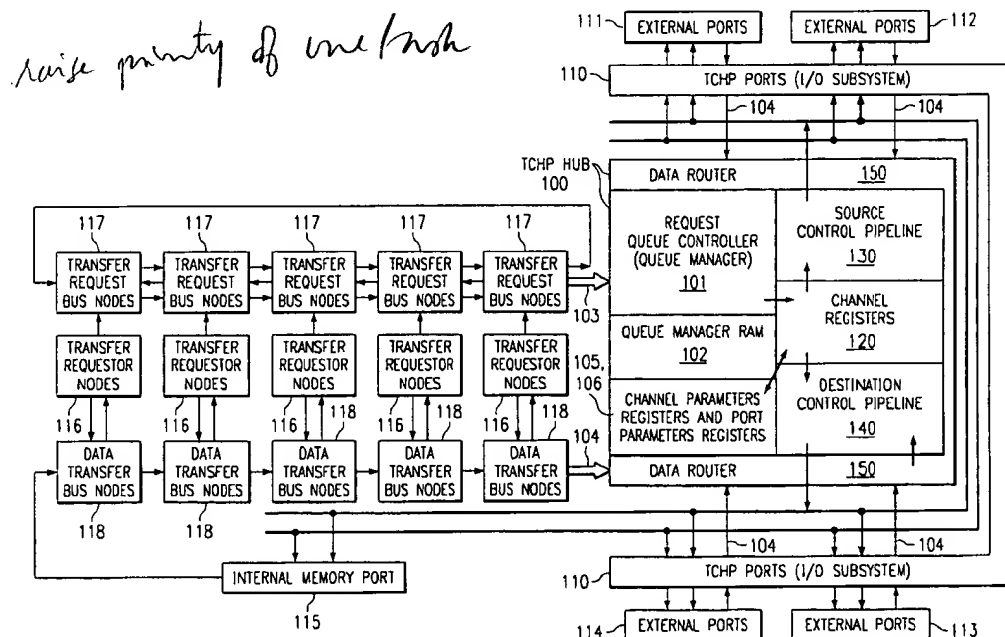 raise priority of one task
111
EXTERNAL PORTS
EXTERNAL PORTS
112
110
TCHP PORTS (I/O SUBSYSTEM)
104
104
TCHP HUB
100
DATA ROUTER
150
REQUEST
QUEUE CONTROLLER
(QUEUE MANAGER)
101
SOURCE
CONTROL PIPELINE
130
117
117
117
117
117
TRANSFER
REQUEST
BUS NODES
TRANSFER
REQUEST
BUS NODES
TRANSFER
REQUEST
BUS NODES
TRANSFER
REQUEST
BUS NODES
TRANSFER
REQUEST
BUS NODES
103
CHANNEL
REGISTERS
120
QUEUE MANAGER RAM
102
TRANSFER
REQUESTOR
NODES
TRANSFER
REQUESTOR
NODES
TRANSFER
REQUESTOR
NODES
TRANSFER
REQUESTOR
NODES
TRANSFER
REQUESTOR
NODES
105,
106
CHANNEL PARAMETERS
REGISTERS AND PORT
PARAMETERS REGISTERS
DESTINATION
CONTROL PIPELINE
140
116
116
116
118
116
118
116
118
DATA
TRANSFER
BUS NODES
DATA
TRANSFER
BUS NODES
DATA
TRANSFER
BUS NODES
DATA
TRANSFER
BUS NODES
DATA
TRANSFER
BUS NODES
104
DATA ROUTER
150
118
118
104
104
INTERNAL MEMORY PORT
115
110
TCHP PORTS (I/O SUBSYSTEM)
114
EXTERNAL PORTS
EXTERNAL PORTS
113